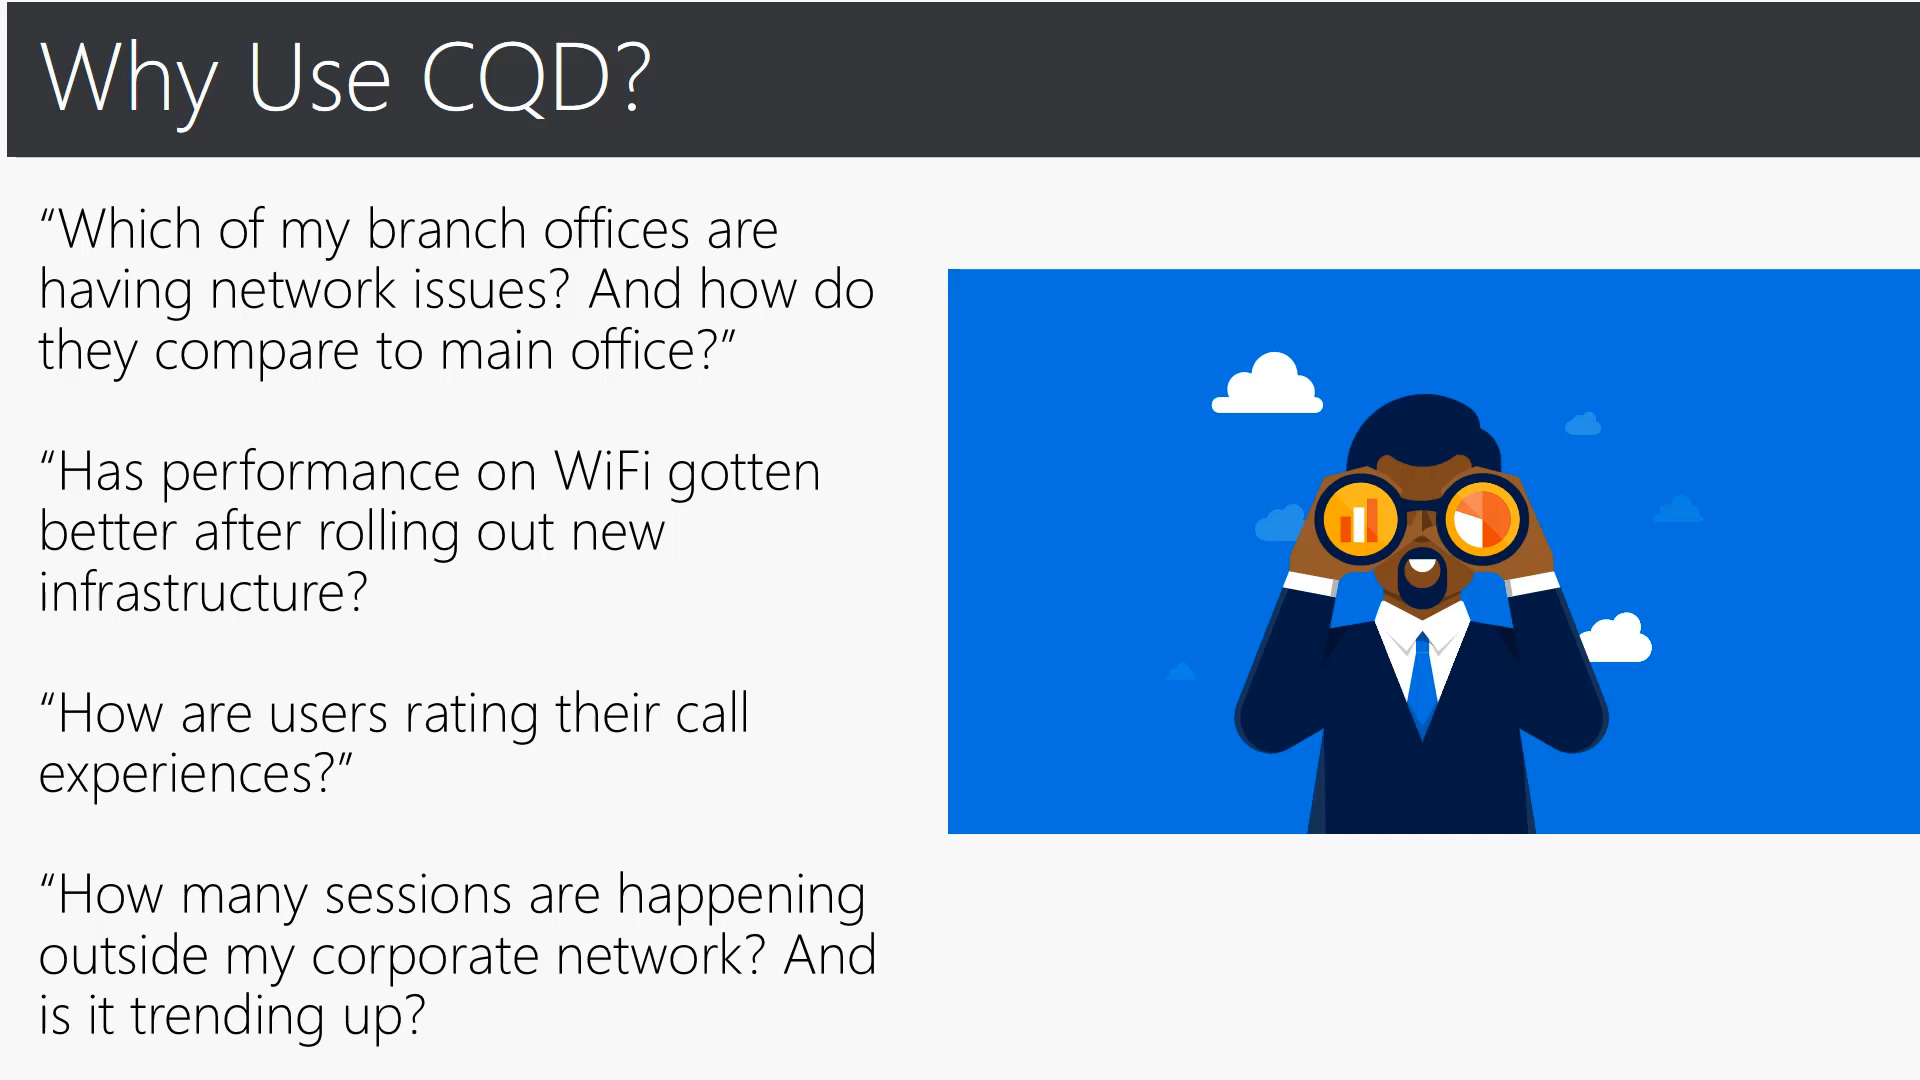 Why Use CQD?
“Which of my branch offices are
having network issues? And how do
they compare to main office?”
“Has performance on WiFi gotten
better after rolling out new
infrastructure?
“How are users rating their call
experiences?”
“How many sessions are happening
outside my corporate network? And
is it trending up?